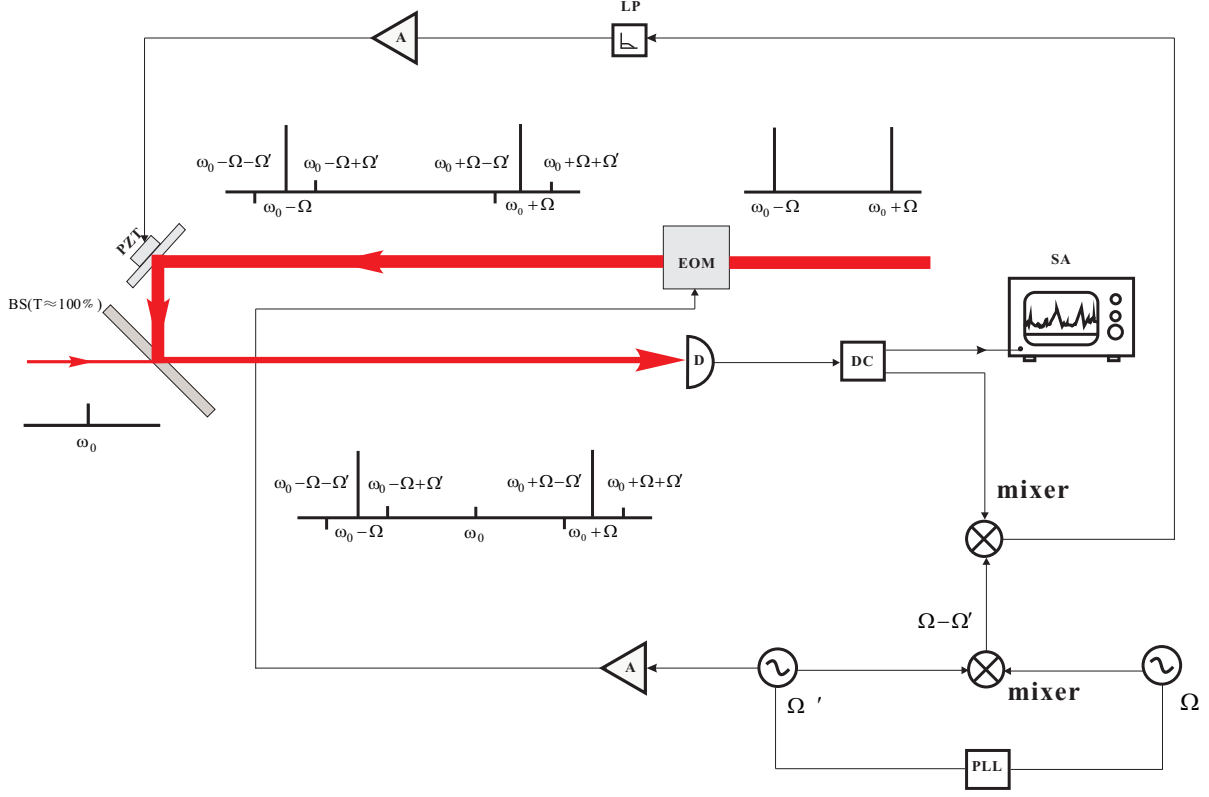 LP
A
ω₀−Ω−Ω′
ω₀−Ω+Ω′
ω₀+Ω−Ω′
ω₀+Ω+Ω′
ω₀−Ω
ω₀+Ω
ω₀−Ω
ω₀+Ω
PZT
EOM
SA
BS(T≈100%)
D
DC
ω₀
ω₀−Ω−Ω′
ω₀−Ω+Ω′
ω₀+Ω−Ω′
ω₀+Ω+Ω′
ω₀−Ω
ω₀
ω₀+Ω
mixer
Ω−Ω′
A
mixer
Ω ′
Ω
PLL